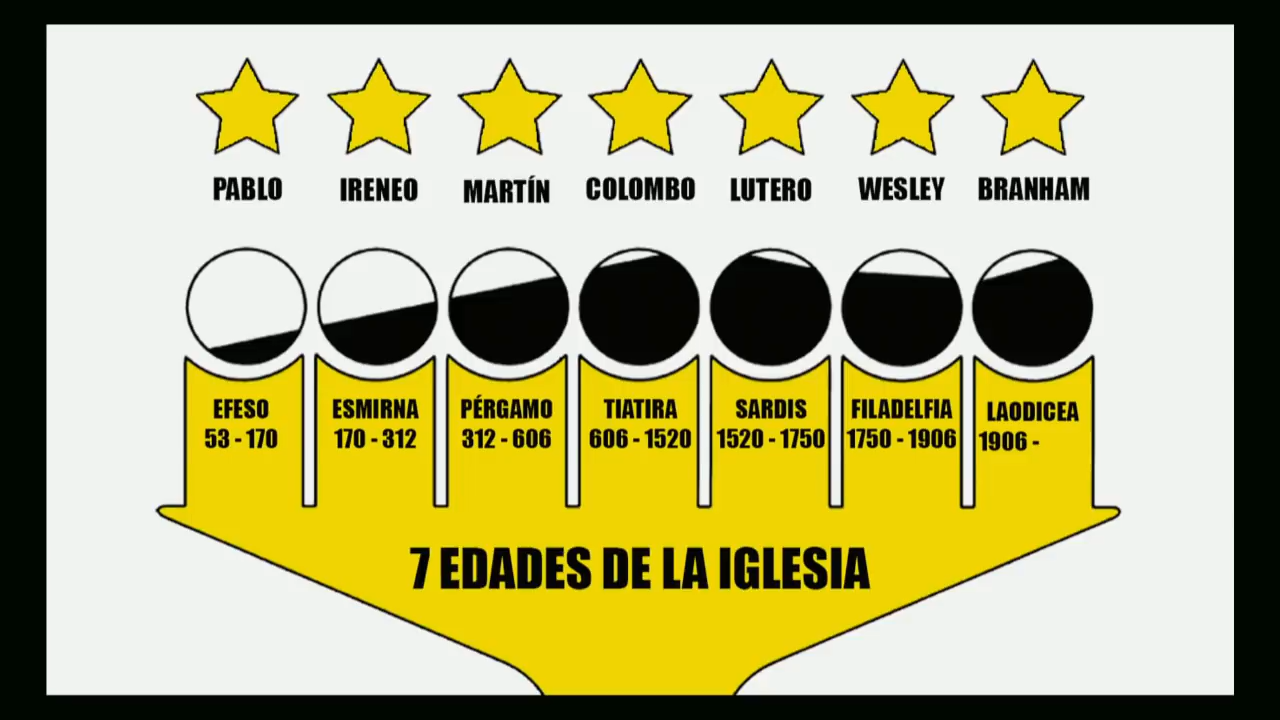 PABLO IRENEO MARTÍN COLOMBO LUTERO WESLEY BRANHAM
EFESO ESMIRNA PÉRGAMO TIATIRA SARDIS FILADELFIA LAODICEA
53 - 170 170 - 312 312 - 606 606 - 1520 1520 - 1750 1750 - 1906 1906 -
7 EDADES DE LA IGLESIA